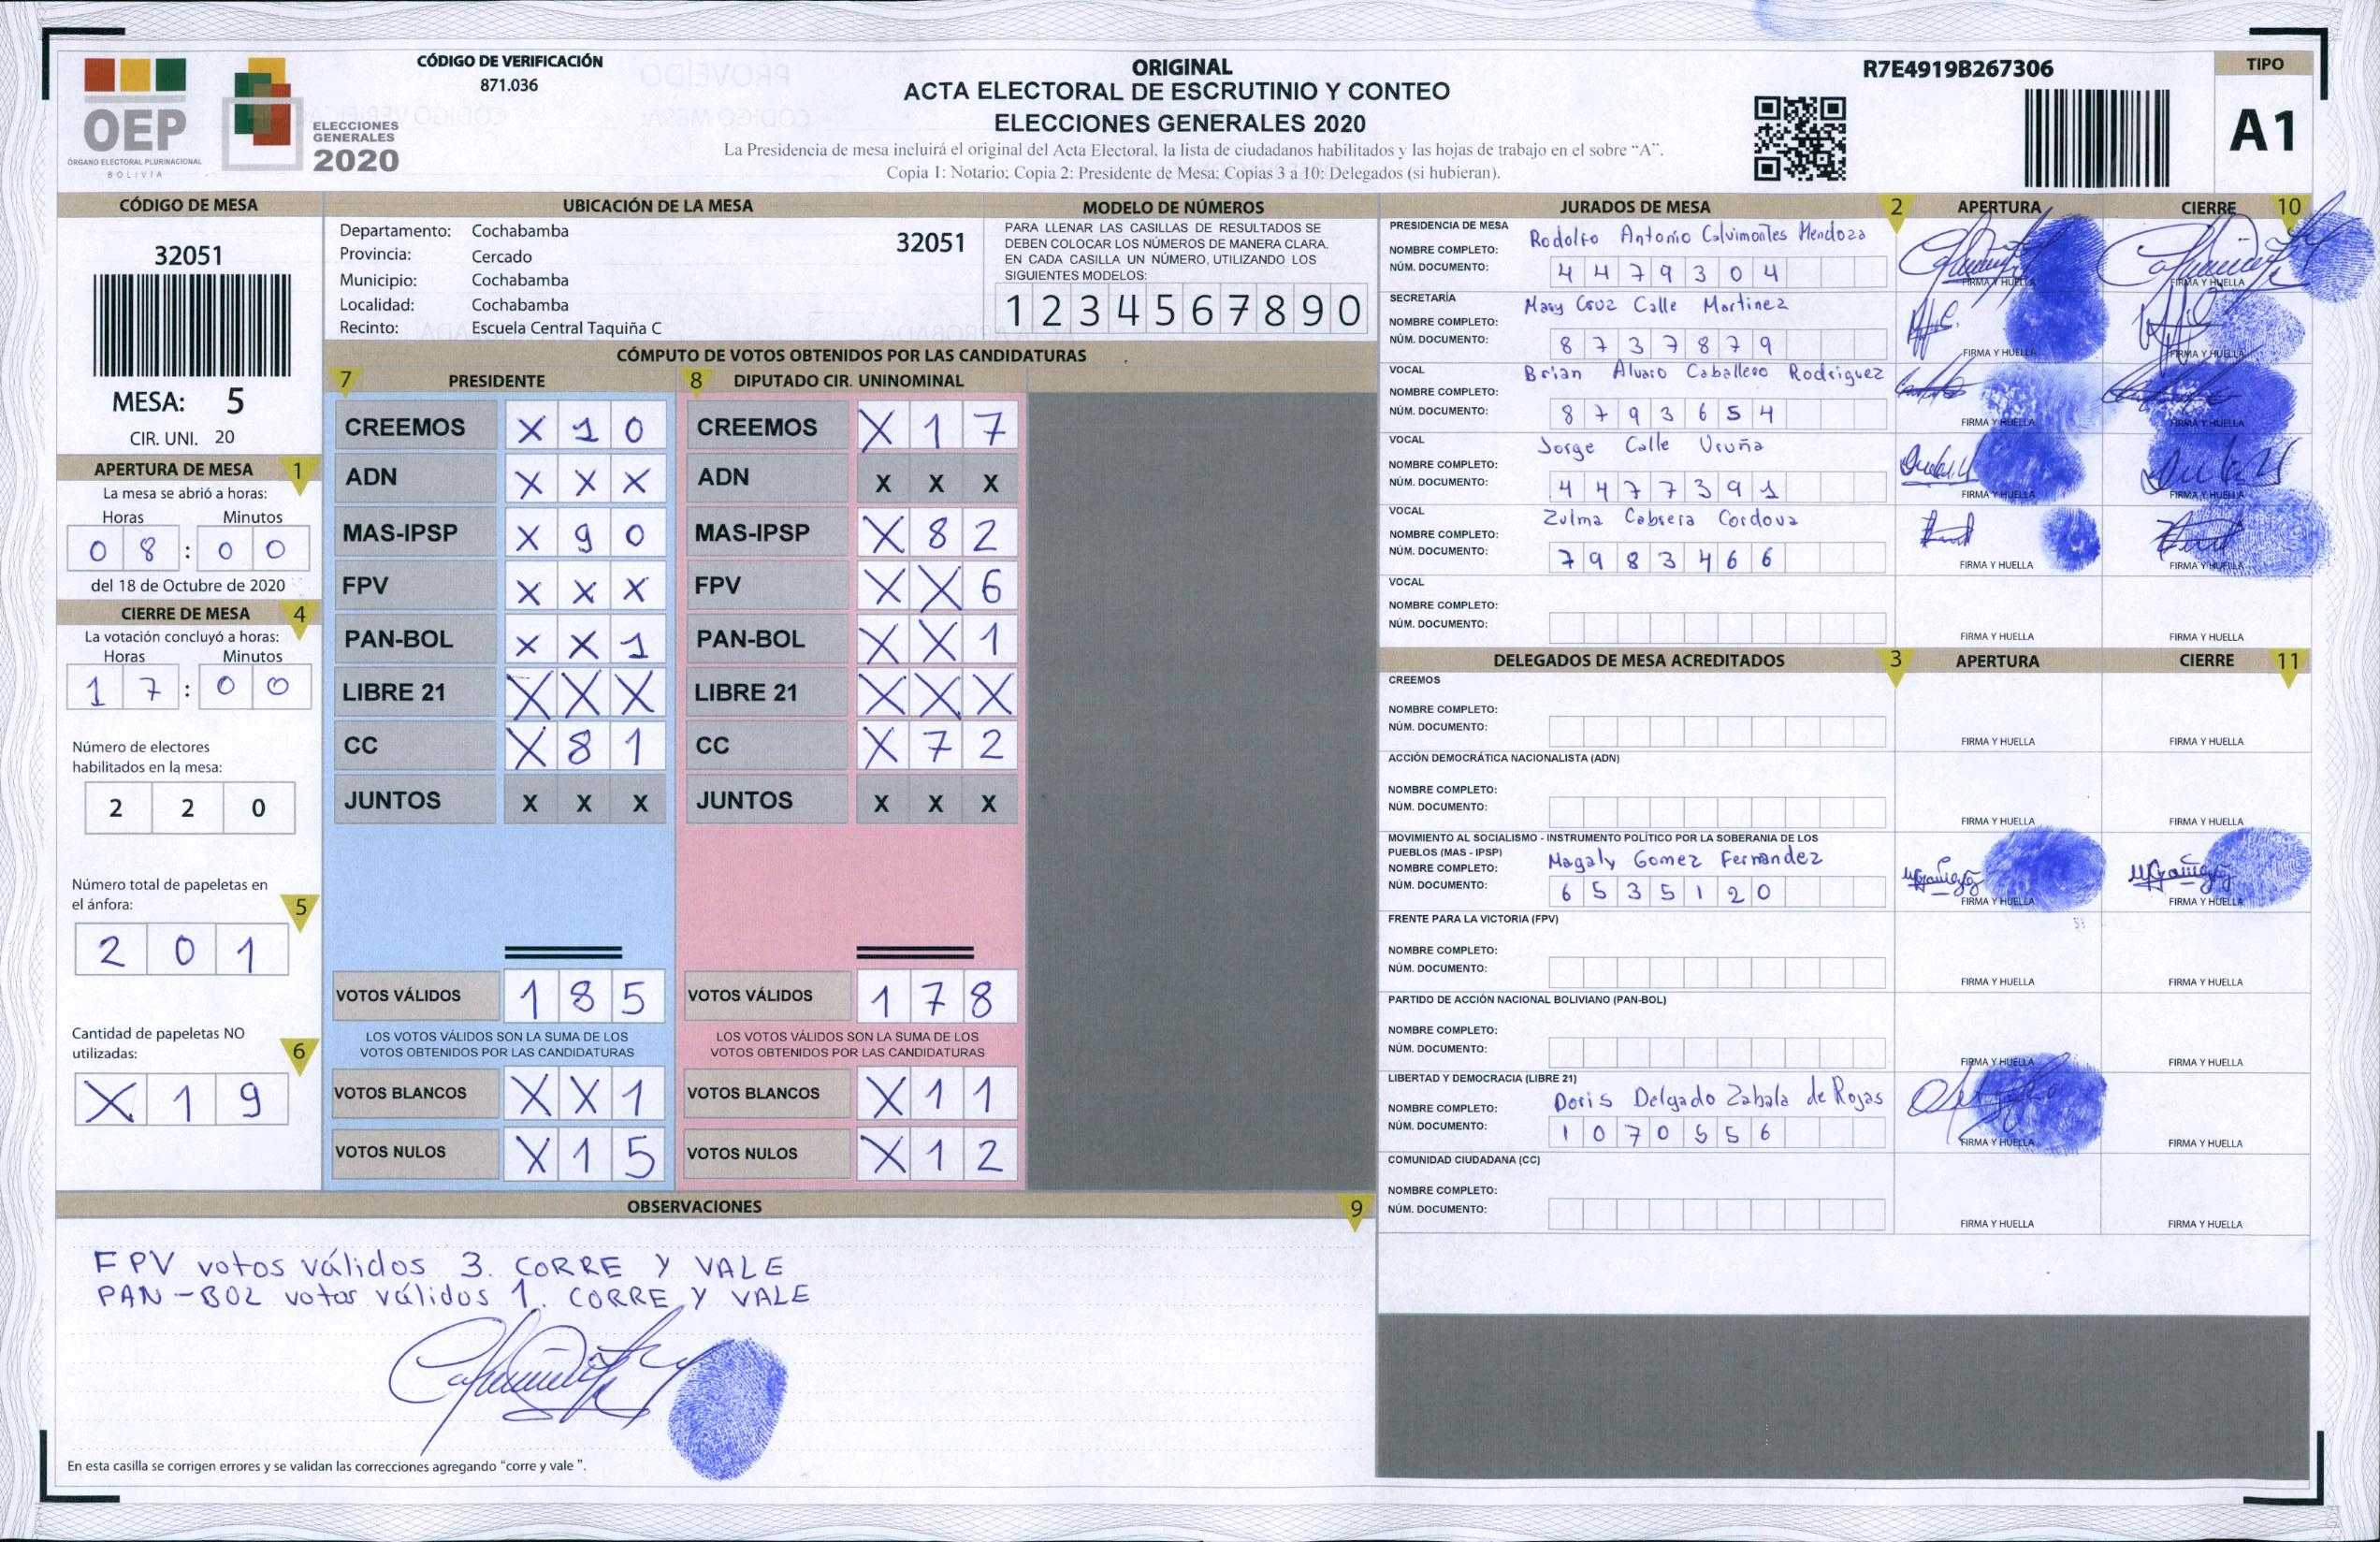 OEP
ÓRGANO ELECTORAL PLURINACIONAL
BOLIVIA
ELECCIONES
GENERALES
2020
CÓDIGO DE VERIFICACIÓN
871.036
ORIGINAL
ACTA ELECTORAL DE ESCRUTINIO Y CONTEO
ELECCIONES GENERALES 2020
La Presidencia de mesa incluirá el original del Acta Electoral, la lista de ciudadanos habilitados y las hojas de trabajo en el sobre “A”.
Copia 1: Notario; Copia 2: Presidente de Mesa; Copias 3 a 10: Delegados (si hubieran).
R7E4919B267306
TIPO
A1
CÓDIGO DE MESA
32051
MESA: 5
CIR. UNI. 20
APERTURA DE MESA 1
La mesa se abrió a horas:
Horas Minutos
0 8 : 0 0
del 18 de Octubre de 2020
CIERRE DE MESA 4
La votación concluyó a horas:
Horas Minutos
1 7 : 0 0
Número de electores
habilitados en la mesa:
2 2 0
Número total de papeletas en
el ánfora: 5
2 0 1
Cantidad de papeletas NO
utilizadas: 6
X 1 9
UBICACIÓN DE LA MESA
Departamento: Cochabamba
Provincia: Cercado
Municipio: Cochabamba
Localidad: Cochabamba
Recinto: Escuela Central Taquiña C
32051
MODELO DE NÚMEROS
PARA LLENAR LAS CASILLAS DE RESULTADOS SE
DEBEN COLOCAR LOS NÚMEROS DE MANERA CLARA.
EN CADA CASILLA UN NÚMERO, UTILIZANDO LOS
SIGUIENTES MODELOS:
1 2 3 4 5 6 7 8 9 0
CÓMPUTO DE VOTOS OBTENIDOS POR LAS CANDIDATURAS
7 PRESIDENTE
CREEMOS X 1 0
ADN X X X
MAS-IPSP X 9 0
FPV X X X
PAN-BOL X X 1
LIBRE 21 X X X
CC X 8 1
JUNTOS X X X
VOTOS VÁLIDOS 1 8 5
LOS VOTOS VÁLIDOS SON LA SUMA DE LOS
VOTOS OBTENIDOS POR LAS CANDIDATURAS
VOTOS BLANCOS X X 1
VOTOS NULOS X 1 5
8 DIPUTADO CIR. UNINOMINAL
CREEMOS X 1 7
ADN X X X
MAS-IPSP X 8 2
FPV X X 6
PAN-BOL X X 1
LIBRE 21 X X X
CC X 7 2
JUNTOS X X X
VOTOS VÁLIDOS 1 7 8
LOS VOTOS VÁLIDOS SON LA SUMA DE LOS
VOTOS OBTENIDOS POR LAS CANDIDATURAS
VOTOS BLANCOS X 1 1
VOTOS NULOS X 1 2
OBSERVACIONES 9
FPV votos válidos 3. CORRE Y VALE
PAN-BOL votos válidos 1. CORRE Y VALE
En esta casilla se corrigen errores y se validan las correcciones agregando “corre y vale ”.
JURADOS DE MESA 2 APERTURA CIERRE 10
PRESIDENCIA DE MESA
NOMBRE COMPLETO: Rodolfo Antonio Calvimontes Mendoza
NÚM. DOCUMENTO: 4 4 7 9 3 0 4
FIRMA Y HUELLA FIRMA Y HUELLA
SECRETARÍA
NOMBRE COMPLETO: Mary Cruz Calle Martinez
NÚM. DOCUMENTO: 8 7 3 7 8 7 9
FIRMA Y HUELLA FIRMA Y HUELLA
VOCAL
NOMBRE COMPLETO: Brian Alvaro Caballero Rodriguez
NÚM. DOCUMENTO: 8 7 9 3 6 5 4
FIRMA Y HUELLA FIRMA Y HUELLA
VOCAL
NOMBRE COMPLETO: Jorge Calle Uruña
NÚM. DOCUMENTO: 4 4 7 7 3 9 1
FIRMA Y HUELLA FIRMA Y HUELLA
VOCAL
NOMBRE COMPLETO: Zulma Cabrera Cordova
NÚM. DOCUMENTO: 7 9 8 3 4 6 6
FIRMA Y HUELLA FIRMA Y HUELLA
VOCAL
NOMBRE COMPLETO:
NÚM. DOCUMENTO:
FIRMA Y HUELLA FIRMA Y HUELLA
DELEGADOS DE MESA ACREDITADOS 3 APERTURA CIERRE 11
CREEMOS
NOMBRE COMPLETO:
NÚM. DOCUMENTO:
FIRMA Y HUELLA FIRMA Y HUELLA
ACCIÓN DEMOCRÁTICA NACIONALISTA (ADN)
NOMBRE COMPLETO:
NÚM. DOCUMENTO:
FIRMA Y HUELLA FIRMA Y HUELLA
MOVIMIENTO AL SOCIALISMO - INSTRUMENTO POLÍTICO POR LA SOBERANIA DE LOS
PUEBLOS (MAS - IPSP)
NOMBRE COMPLETO: Magaly Gomez Fernandez
NÚM. DOCUMENTO: 6 5 3 5 1 2 0
FIRMA Y HUELLA FIRMA Y HUELLA
FRENTE PARA LA VICTORIA (FPV)
NOMBRE COMPLETO:
NÚM. DOCUMENTO:
FIRMA Y HUELLA FIRMA Y HUELLA
PARTIDO DE ACCIÓN NACIONAL BOLIVIANO (PAN-BOL)
NOMBRE COMPLETO:
NÚM. DOCUMENTO:
FIRMA Y HUELLA FIRMA Y HUELLA
LIBERTAD Y DEMOCRACIA (LIBRE 21)
NOMBRE COMPLETO: Doris Delgado Zabala de Rojas
NÚM. DOCUMENTO: 1 0 7 0 5 5 6
FIRMA Y HUELLA FIRMA Y HUELLA
COMUNIDAD CIUDADANA (CC)
NOMBRE COMPLETO:
NÚM. DOCUMENTO:
FIRMA Y HUELLA FIRMA Y HUELLA